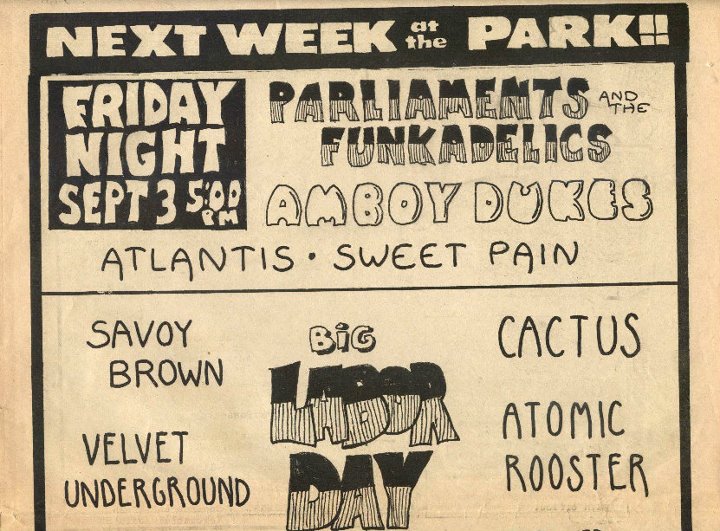 NEXT WEEK at the PARK!!
FRIDAY
NIGHT
SEPT 3 5:00 PM
PARLIAMENTS AND THE
FUNKADELICS
AMBOY DUKES
ATLANTIS · SWEET PAIN
SAVOY
BROWN
VELVET
UNDERGROUND
BiG
LABOR
DAY
CACTUS
ATOMIC
ROOSTER